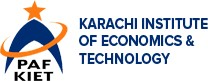 PAF
KIET
KARACHI INSTITUTE
OF ECONOMICS &
TECHNOLOGY